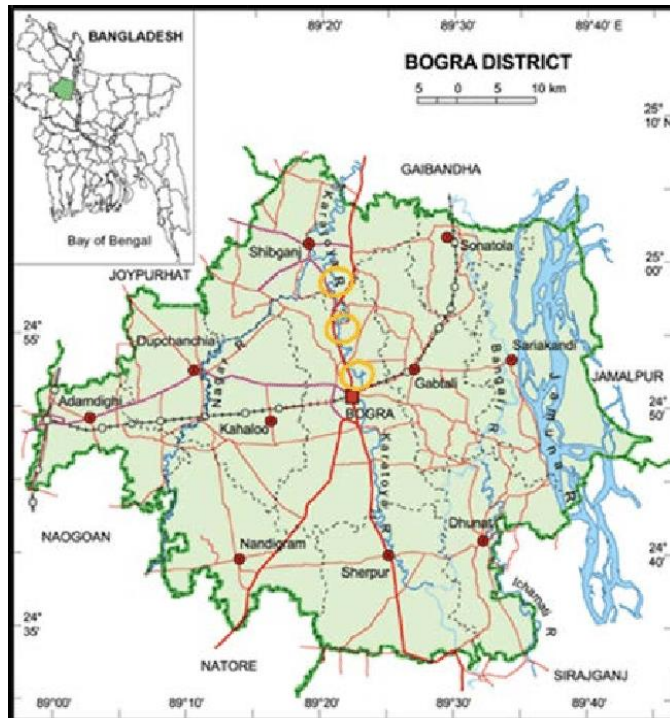 89°20' 89°30' 89°40'
BANGLADESH
BOGRA DISTRICT
5 0 5 10 km
25°
10' N
GAIBANDHA
Bay of Bengal
Karatoya R.
Shibganj
Sonatola
25°
00'
JOYPURHAT
24°
55'
Dupchanchia
Nagar R
Bangali R
Sariakandi
JAMALPUR
Gabtali
Jamuna R
24°
50'
Adamdighi
BOGRA
Kahaloo
Karatoya R
NAOGOAN
Dhunat
Nandigram
Sherpur
24°
40'
Ichamati R
24°
35'
NATORE
SIRAJGANJ
89°00' 89°10' 89°20' 89°30' 89°40'